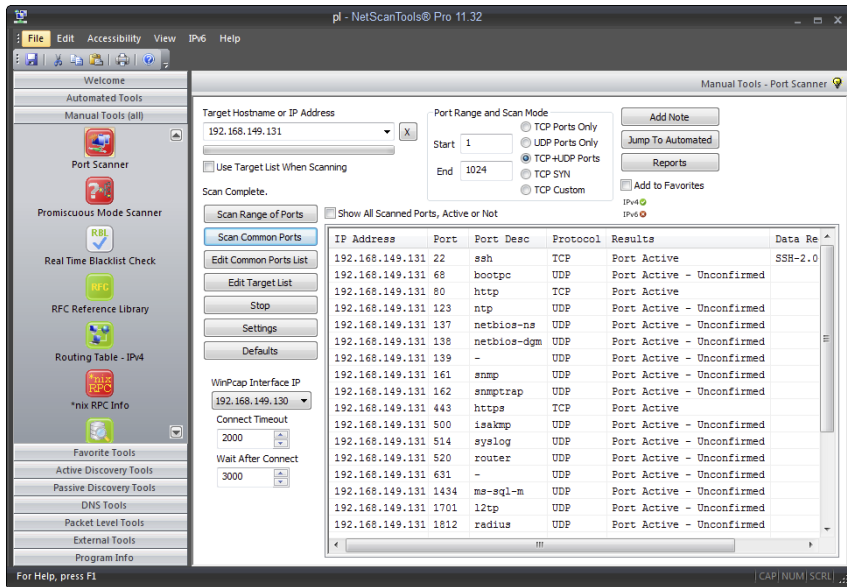 pl - NetScanTools® Pro 11.32
File Edit Accessibility View IPv6 Help
Welcome
Automated Tools
Manual Tools (all)
Port Scanner
Promiscuous Mode Scanner
RBL
Real Time Blacklist Check
RFC
RFC Reference Library
Routing Table - IPv4
*nix RPC
*nix RPC Info
Favorite Tools
Active Discovery Tools
Passive Discovery Tools
DNS Tools
Packet Level Tools
External Tools
Program Info
Manual Tools - Port Scanner
Target Hostname or IP Address
192.168.149.131
X
Use Target List When Scanning
Scan Complete.
Port Range and Scan Mode
Start 1
End 1024
TCP Ports Only
UDP Ports Only
TCP+UDP Ports
TCP SYN
TCP Custom
Add Note
Jump To Automated
Reports
Add to Favorites
IPv4
IPv6
Scan Range of Ports
Scan Common Ports
Edit Common Ports List
Edit Target List
Stop
Settings
Defaults
WinPcap Interface IP
192.168.149.130
Connect Timeout
2000
Wait After Connect
3000
Show All Scanned Ports, Active or Not
IP Address Port Port Desc Protocol Results Data Re
192.168.149.131 22 ssh TCP Port Active SSH-2.0
192.168.149.131 68 bootpc UDP Port Active - Unconfirmed
192.168.149.131 80 http TCP Port Active
192.168.149.131 123 ntp UDP Port Active - Unconfirmed
192.168.149.131 137 netbios-ns UDP Port Active - Unconfirmed
192.168.149.131 138 netbios-dgm UDP Port Active - Unconfirmed
192.168.149.131 139 - UDP Port Active - Unconfirmed
192.168.149.131 161 snmp UDP Port Active - Unconfirmed
192.168.149.131 162 snmptrap UDP Port Active - Unconfirmed
192.168.149.131 443 https TCP Port Active
192.168.149.131 500 isakmp UDP Port Active - Unconfirmed
192.168.149.131 514 syslog UDP Port Active - Unconfirmed
192.168.149.131 520 router UDP Port Active - Unconfirmed
192.168.149.131 631 - UDP Port Active - Unconfirmed
192.168.149.131 1434 ms-sql-m UDP Port Active - Unconfirmed
192.168.149.131 1701 l2tp UDP Port Active - Unconfirmed
192.168.149.131 1812 radius UDP Port Active - Unconfirmed
For Help, press F1
CAP NUM SCRL